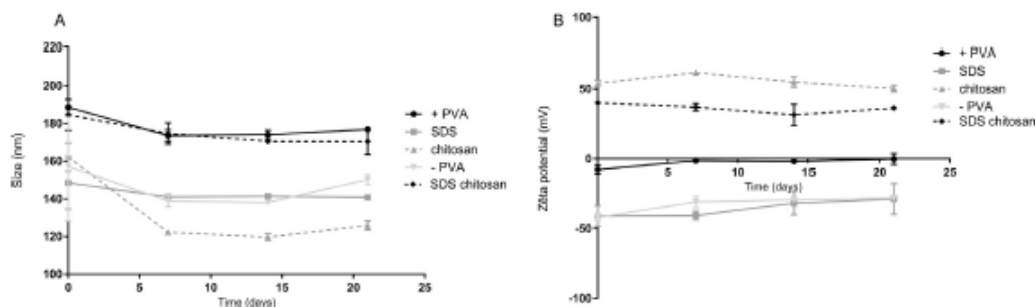 A
220
200
180
160
140
120
100
0
5
10
15
20
25
Size (nm)
Time (days)
+ PVA
SDS
chitosan
- PVA
SDS chitosan
B
100
50
0
-50
-100
5
10
15
20
25
Zêta potential (mV)
Time (days)
+ PVA
SDS
chitosan
- PVA
SDS chitosan